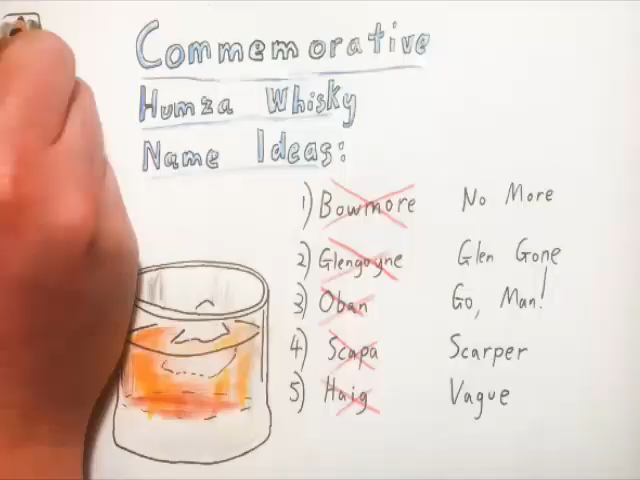 Commemorative
Humza Whisky
Name Ideas:
1) Bowmore No More
2) Glengoyne Glen Gone
3) Oban Go, Man!
4) Scapa Scarper
5) Haig Vague